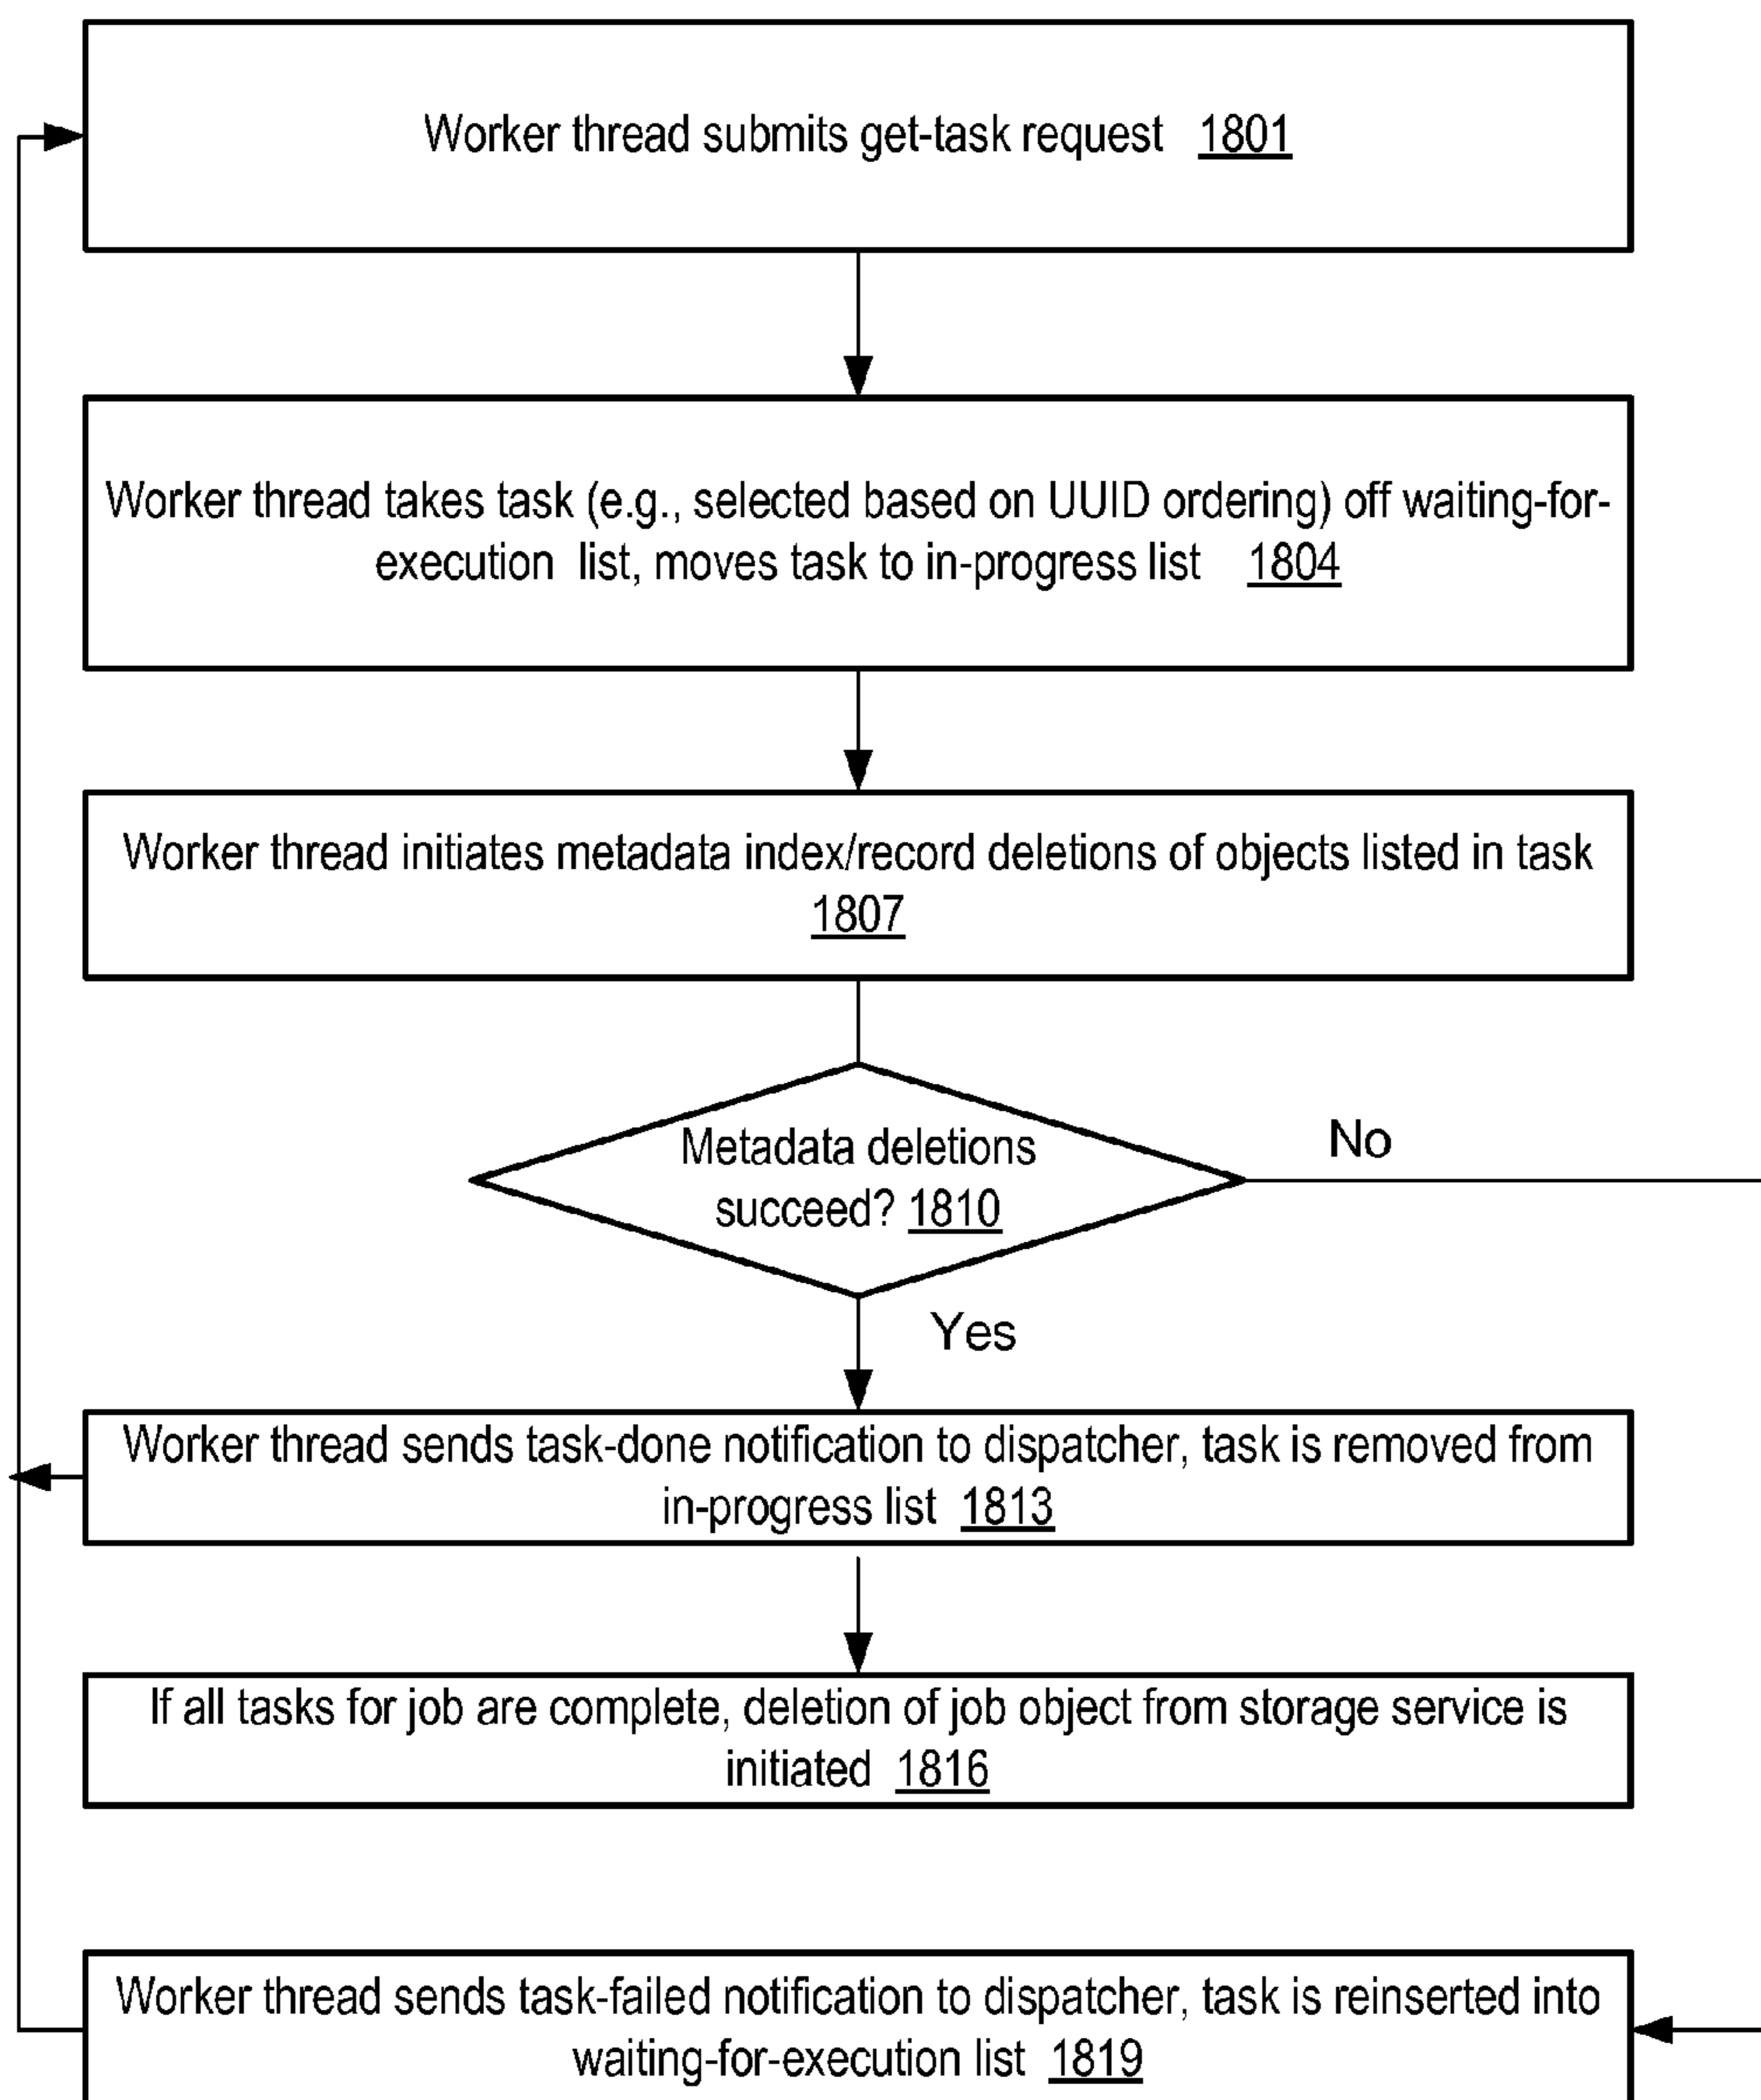 Worker thread submits get-task request 1801
Worker thread takes task (e.g., selected based on UUID ordering) off waiting-for-
execution list, moves task to in-progress list 1804
Worker thread initiates metadata index/record deletions of objects listed in task
1807
Metadata deletions
succeed? 1810
No
Yes
Worker thread sends task-done notification to dispatcher, task is removed from
in-progress list 1813
If all tasks for job are complete, deletion of job object from storage service is
initiated 1816
Worker thread sends task-failed notification to dispatcher, task is reinserted into
waiting-for-execution list 1819